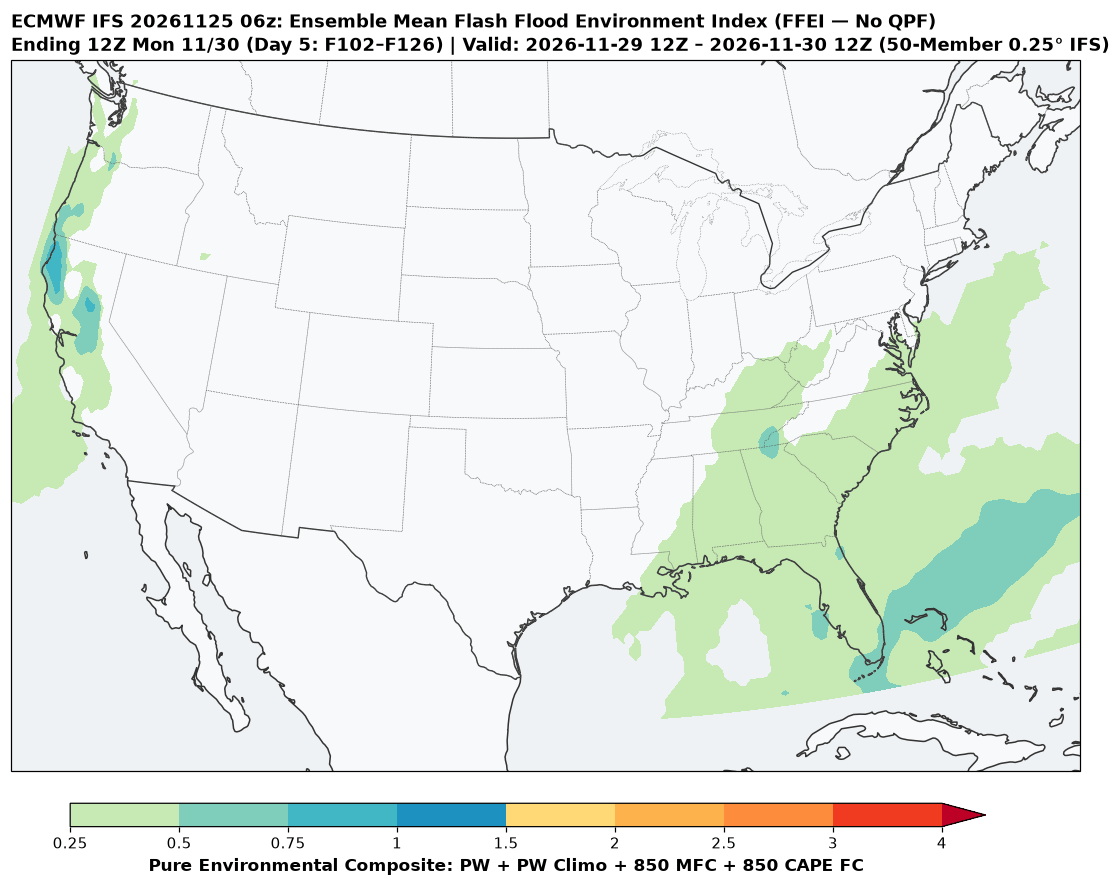 ECMWF IFS 20261125 06z: Ensemble Mean Flash Flood Environment Index (FFEI — No QPF)
Ending 12Z Mon 11/30 (Day 5: F102–F126) | Valid: 2026-11-29 12Z – 2026-11-30 12Z (50-Member 0.25° IFS)
0.25 0.5 0.75 1 1.5 2 2.5 3 4
Pure Environmental Composite: PW + PW Climo + 850 MFC + 850 CAPE FC